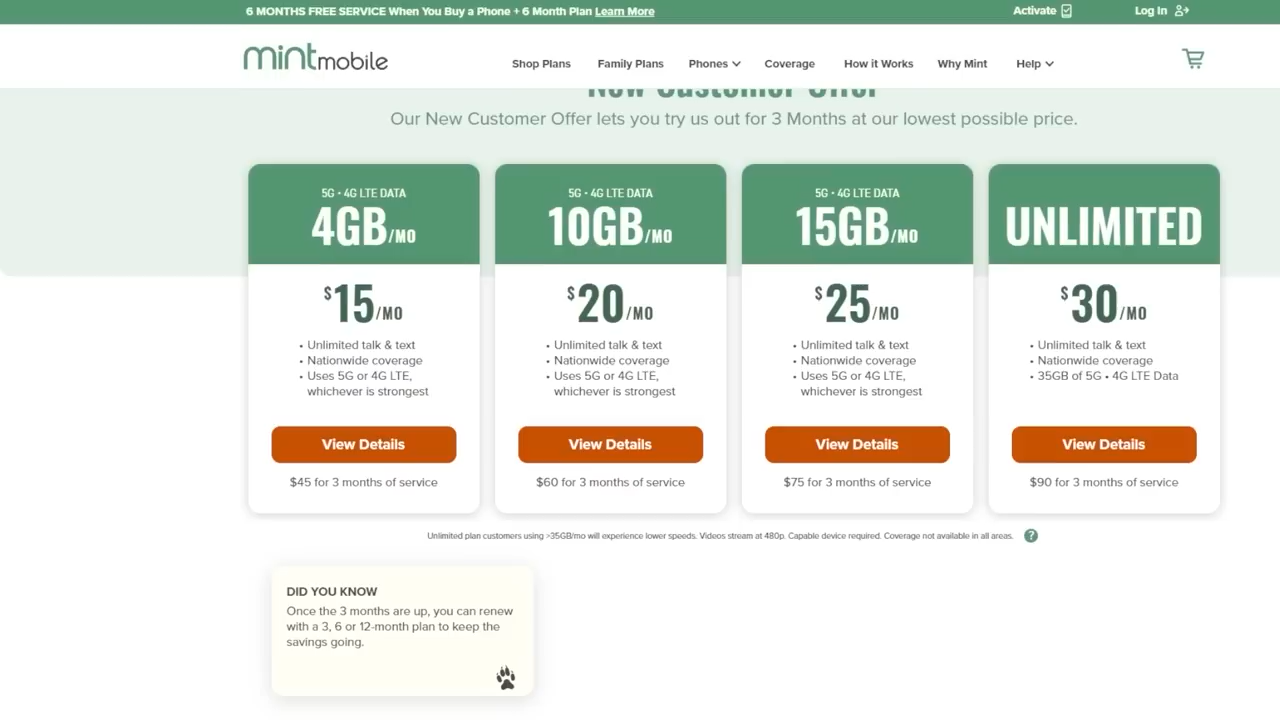 6 MONTHS FREE SERVICE When You Buy a Phone + 6 Month Plan Learn More
Activate
Log In
mintmobile
Shop Plans
Family Plans
Phones
Coverage
How it Works
Why Mint
Help
New Customer Offer
Our New Customer Offer lets you try us out for 3 Months at our lowest possible price.
5G • 4G LTE DATA
4GB/MO
$15/MO
• Unlimited talk & text
• Nationwide coverage
• Uses 5G or 4G LTE,
whichever is strongest
View Details
$45 for 3 months of service
5G • 4G LTE DATA
10GB/MO
$20/MO
• Unlimited talk & text
• Nationwide coverage
• Uses 5G or 4G LTE,
whichever is strongest
View Details
$60 for 3 months of service
5G • 4G LTE DATA
15GB/MO
$25/MO
• Unlimited talk & text
• Nationwide coverage
• Uses 5G or 4G LTE,
whichever is strongest
View Details
$75 for 3 months of service
UNLIMITED
$30/MO
• Unlimited talk & text
• Nationwide coverage
• 35GB of 5G • 4G LTE Data
View Details
$90 for 3 months of service
Unlimited plan customers using >35GB/mo will experience lower speeds. Videos stream at 480p. Capable device required. Coverage not available in all areas. ?
DID YOU KNOW
Once the 3 months are up, you can renew
with a 3, 6 or 12-month plan to keep the
savings going.